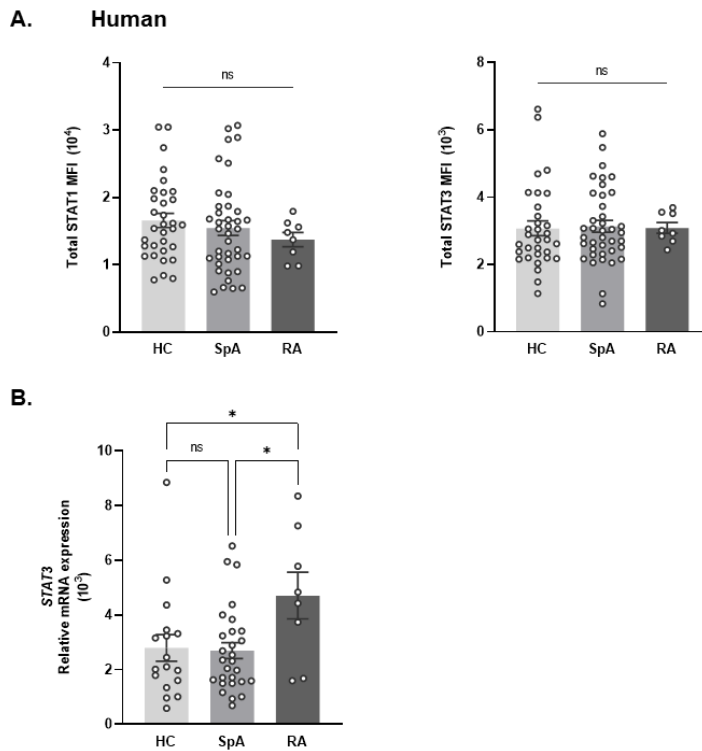 A. Human
Total STAT1 MFI (10⁴)
4
3
2
1
0
ns
HC SpA RA
Total STAT3 MFI (10³)
8
6
4
2
0
ns
HC SpA RA
B.
STAT3
Relative mRNA expression
(10³)
10
8
6
4
2
0
*
ns
*
HC SpA RA